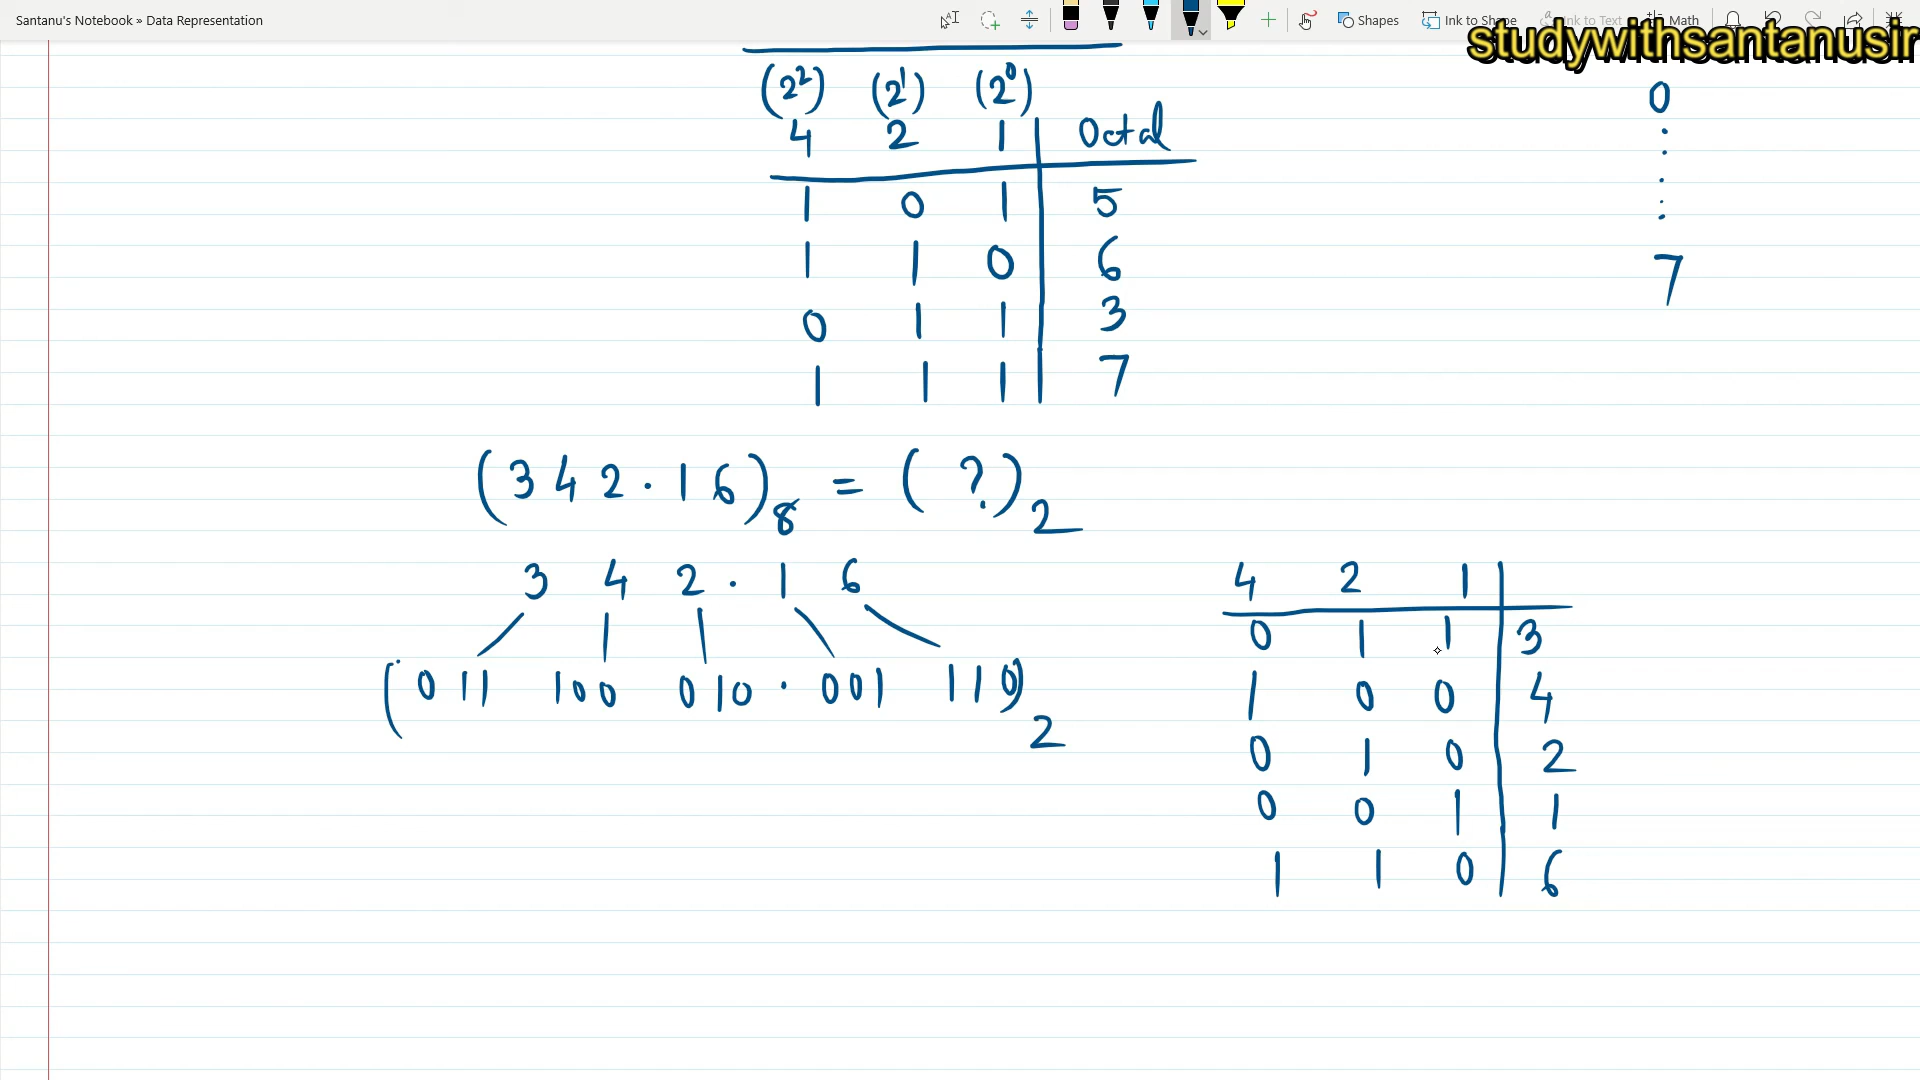 Santanu's Notebook » Data Representation
Shapes Ink to Shape Ink to Text Math
studywithsantanusir
(2²) (2¹) (2⁰)
4 2 1 Octal
1 0 1 5
1 1 0 6
0 1 1 3
1 1 1 7
0
:
:
7
(342.16)₈ = (?)₂
3 4 2 . 1 6
(011 100 010 . 001 110)₂
4 2 1
0 1 1 3
1 0 0 4
0 1 0 2
0 0 1 1
1 1 0 6